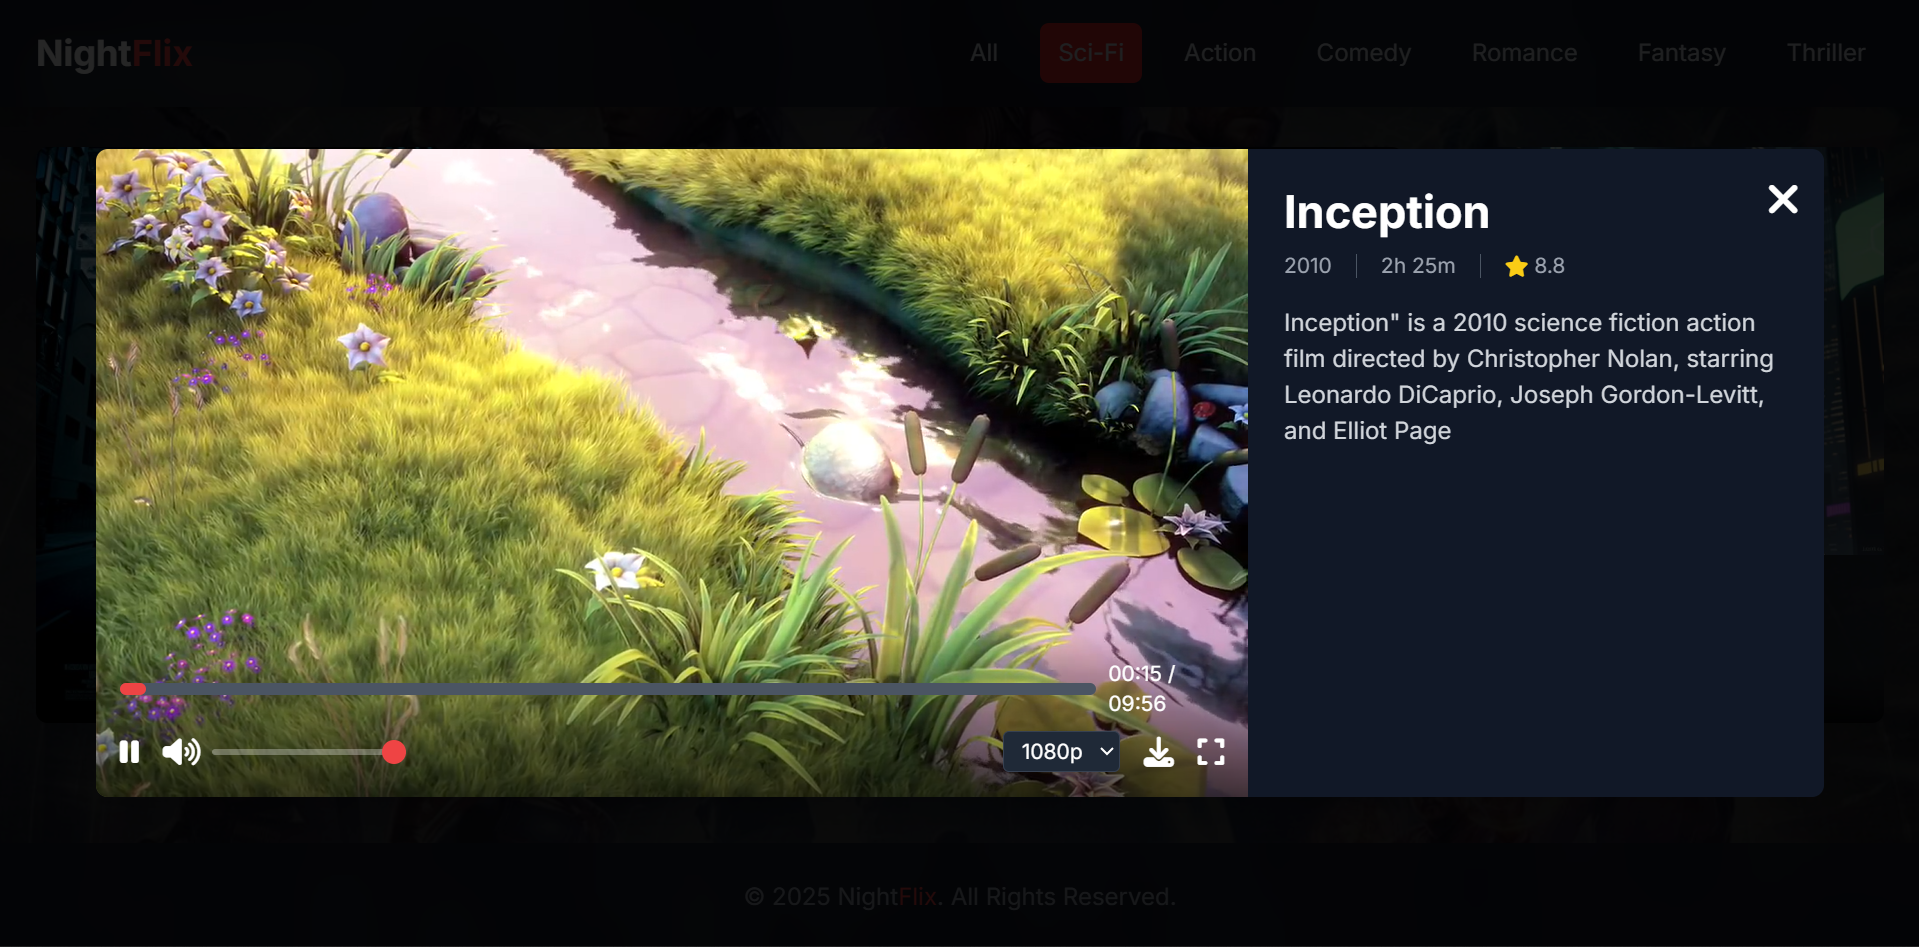 NightFlix
All Sci-Fi Action Comedy Romance Fantasy Thriller
Inception
2010 2h 25m 8.8
Inception" is a 2010 science fiction action
film directed by Christopher Nolan, starring
Leonardo DiCaprio, Joseph Gordon-Levitt,
and Elliot Page
00:15 /
09:56
1080p
© 2025 NightFlix. All Rights Reserved.